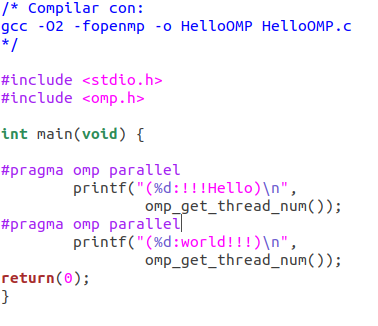 /* Compilar con:
gcc -O2 -fopenmp -o HelloOMP HelloOMP.c
*/
#include <stdio.h>
#include <omp.h>
int main(void) {
#pragma omp parallel
        printf("(%d:!!!Hello)\n",
                omp_get_thread_num());
#pragma omp parallel
        printf("(%d:world!!!)\n",
                omp_get_thread_num());
return(0);
}